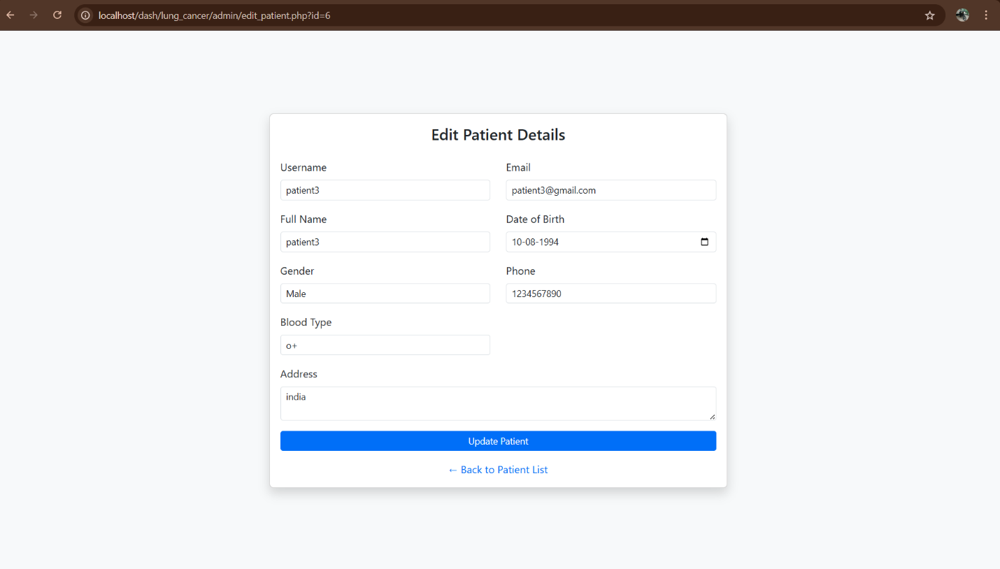 localhost/dash/lung_cancer/admin/edit_patient.php?id=6
Edit Patient Details
Username Email
patient3 patient3@gmail.com
Full Name Date of Birth
patient3 10-08-1994
Gender Phone
Male 1234567890
Blood Type
o+
Address
india
Update Patient
← Back to Patient List